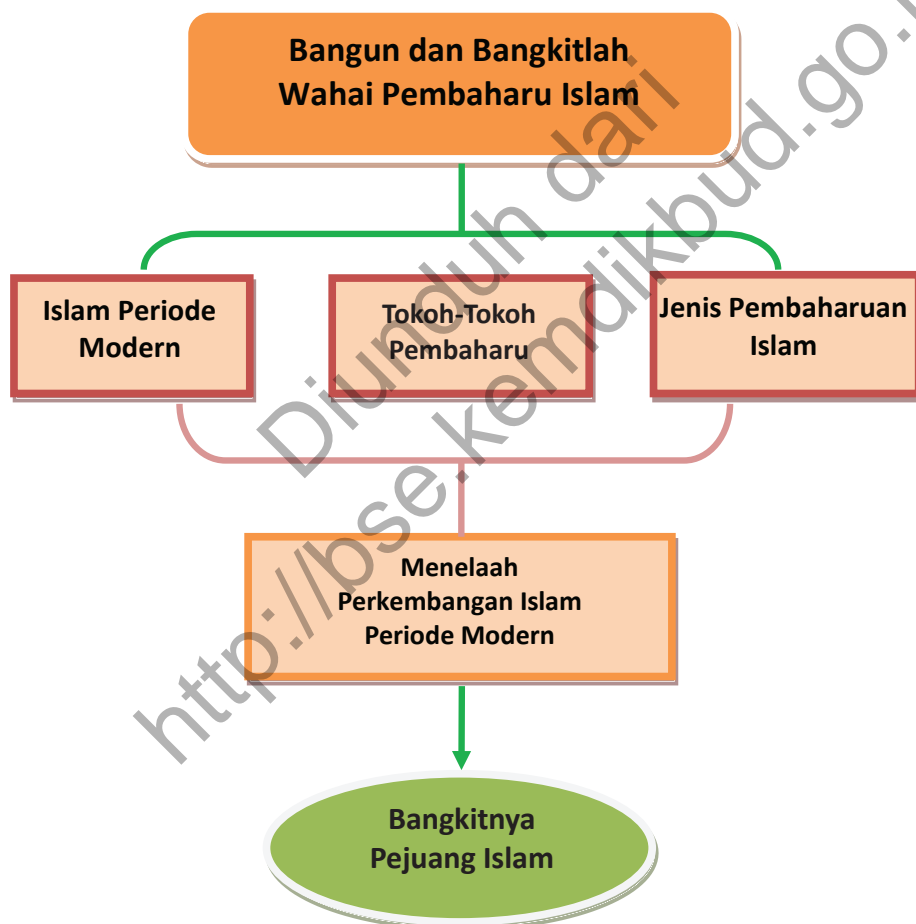 Bangun dan Bangkitlah
Wahai Pembaharu Islam
Islam Periode
Modern
Tokoh-Tokoh
Pembaharu
Jenis Pembaharuan
Islam
Menelaah
Perkembangan Islam
Periode Modern
Bangkitnya
Pejuang Islam
Diunduh dari
http://bse.kemdikbud.go.